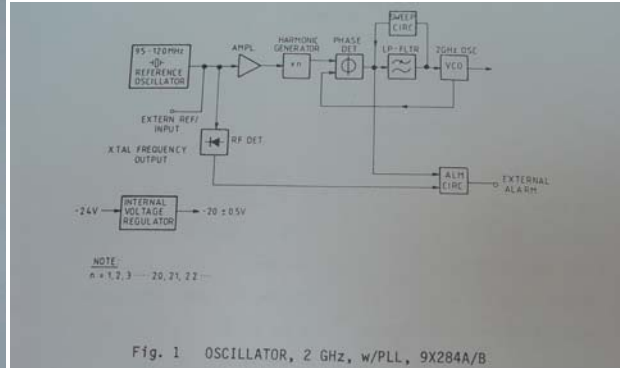 SWEEP
CIRC
95-120MHz
REFERENCE
OSCILLATOR
AMPL.
HARMONIC
GENERATOR
xn
PHASE
DET
Φ
LP-FLTR
2GHz OSC
VCO
EXTERN REF/
INPUT
XTAL FREQUENCY
OUTPUT
RF DET.
ALM
CIRC
EXTERNAL
ALARM
-24V
INTERNAL
VOLTAGE
REGULATOR
-20 ± 0.5V
NOTE:
n = 1, 2, 3 ---- 20, 21, 22 ---
Fig. 1 OSCILLATOR, 2 GHz, w/PLL, 9X284A/B